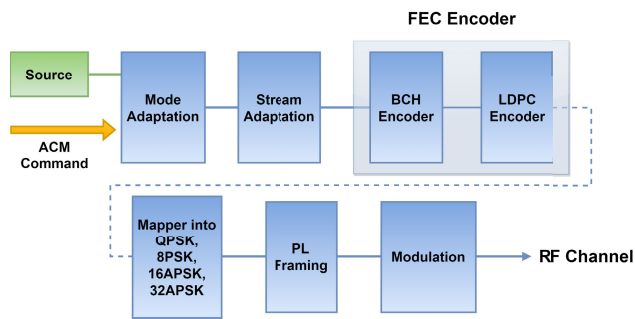 FEC Encoder
Source
Mode
Adaptation
Stream
Adaptation
BCH
Encoder
LDPC
Encoder
ACM
Command
Mapper into
QPSK,
8PSK,
16APSK,
32APSK
PL
Framing
Modulation
RF Channel